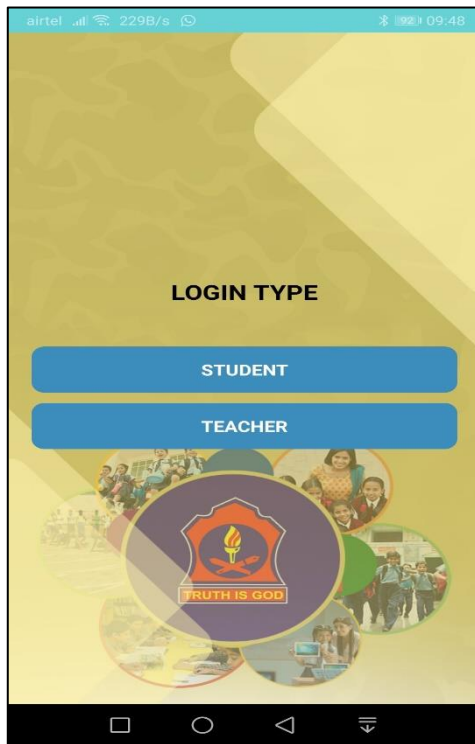 airtel 229B/s 92 09:48
LOGIN TYPE
STUDENT
TEACHER
TRUTH IS GOD